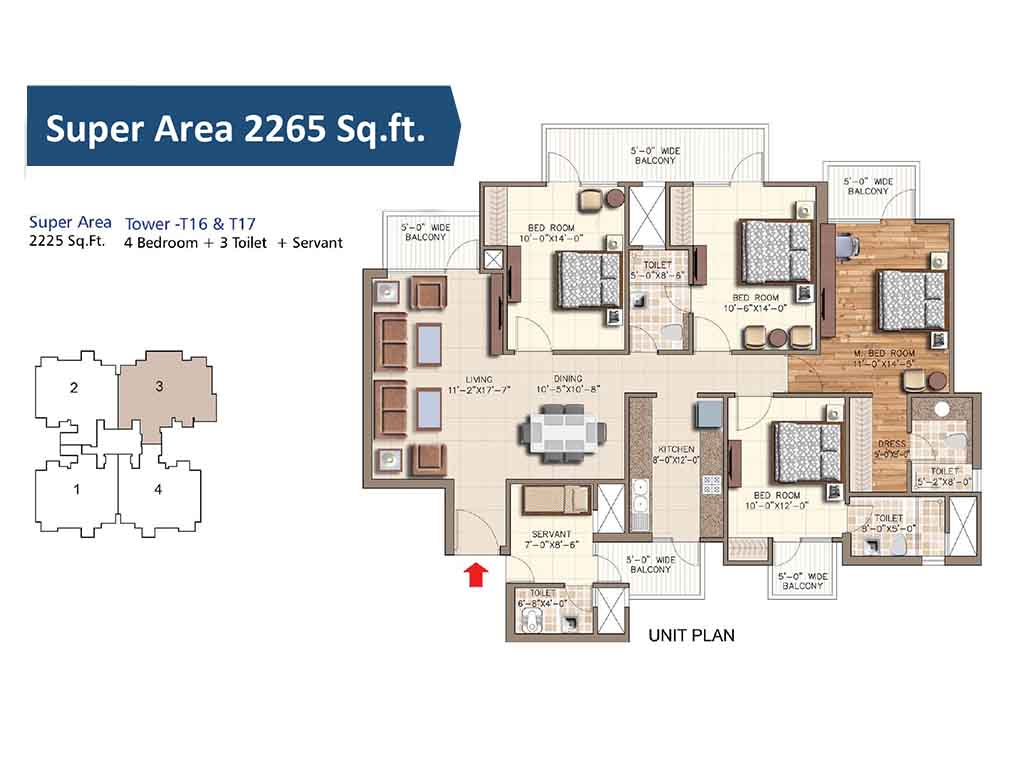 Super Area 2265 Sq.ft.
Super Area
2225 Sq.Ft.
Tower -T16 & T17
4 Bedroom + 3 Toilet + Servant
2
3
1
4
5'-0" WIDE
BALCONY
5'-0" WIDE
BALCONY
5'-0" WIDE
BALCONY
BED ROOM
10'-0"X14'-0"
TOILET
5'-0"X8'-6"
BED ROOM
10'-6"X14'-0"
M. BED ROOM
11'-0"X14'-5"
LIVING
11'-2"X17'-7"
DINING
10'-5"X10'-8"
KITCHEN
8'-0"X12'-0"
DRESS
TOILET
5'-2"X8'-0"
BED ROOM
10'-0"X12'-0"
TOILET
8'-0"X5'-0"
SERVANT
7'-0"X8'-6"
5'-0" WIDE
BALCONY
5'-0" WIDE
BALCONY
TOILET
6'-8"X4'-0"
UNIT PLAN